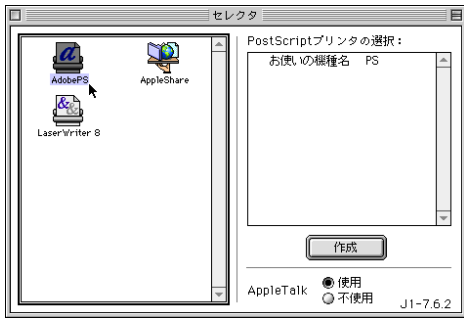 セレクタ
AdobePS
AppleShare
LaserWriter 8
PostScriptプリンタの選択：
お使いの機種名　PS
作成
AppleTalk
使用
不使用
J1-7.6.2